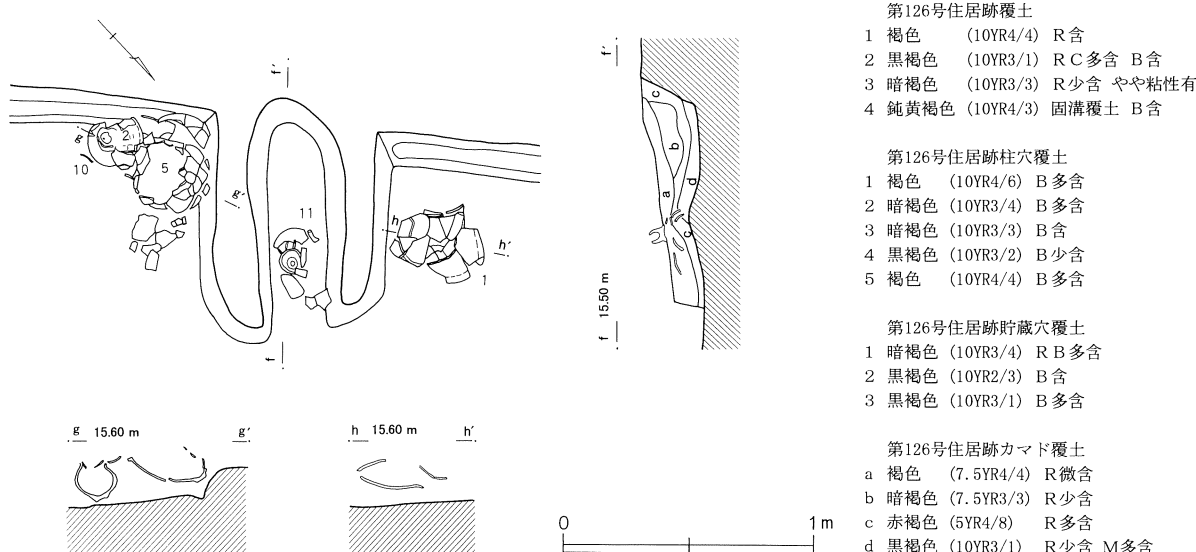 第126号住居跡覆土
1 褐色 (10YR4/4) R含
2 黒褐色 (10YR3/1) RC多含 B含
3 暗褐色 (10YR3/3) R少含 やや粘性有
4 鈍黄褐色 (10YR4/3) 固溝覆土 B含
第126号住居跡柱穴覆土
1 褐色 (10YR4/6) B多含
2 暗褐色 (10YR3/4) B多含
3 暗褐色 (10YR3/3) B含
4 黒褐色 (10YR3/2) B少含
5 褐色 (10YR4/4) B多含
第126号住居跡貯蔵穴覆土
1 暗褐色 (10YR3/4) RB多含
2 黒褐色 (10YR2/3) B含
3 黒褐色 (10YR3/1) B多含
第126号住居跡カマド覆土
a 褐色 (7.5YR4/4) R微含
b 暗褐色 (7.5YR3/3) R少含
c 赤褐色 (5YR4/8) R多含
d 黒褐色 (10YR3/1) R少含 M多含
f'
g
2
10
5
g'
11
h
h'
1
f
f'
c
b
d
a
c
15.50 m
f
g 15.60 m g'
h 15.60 m h'
0 1m